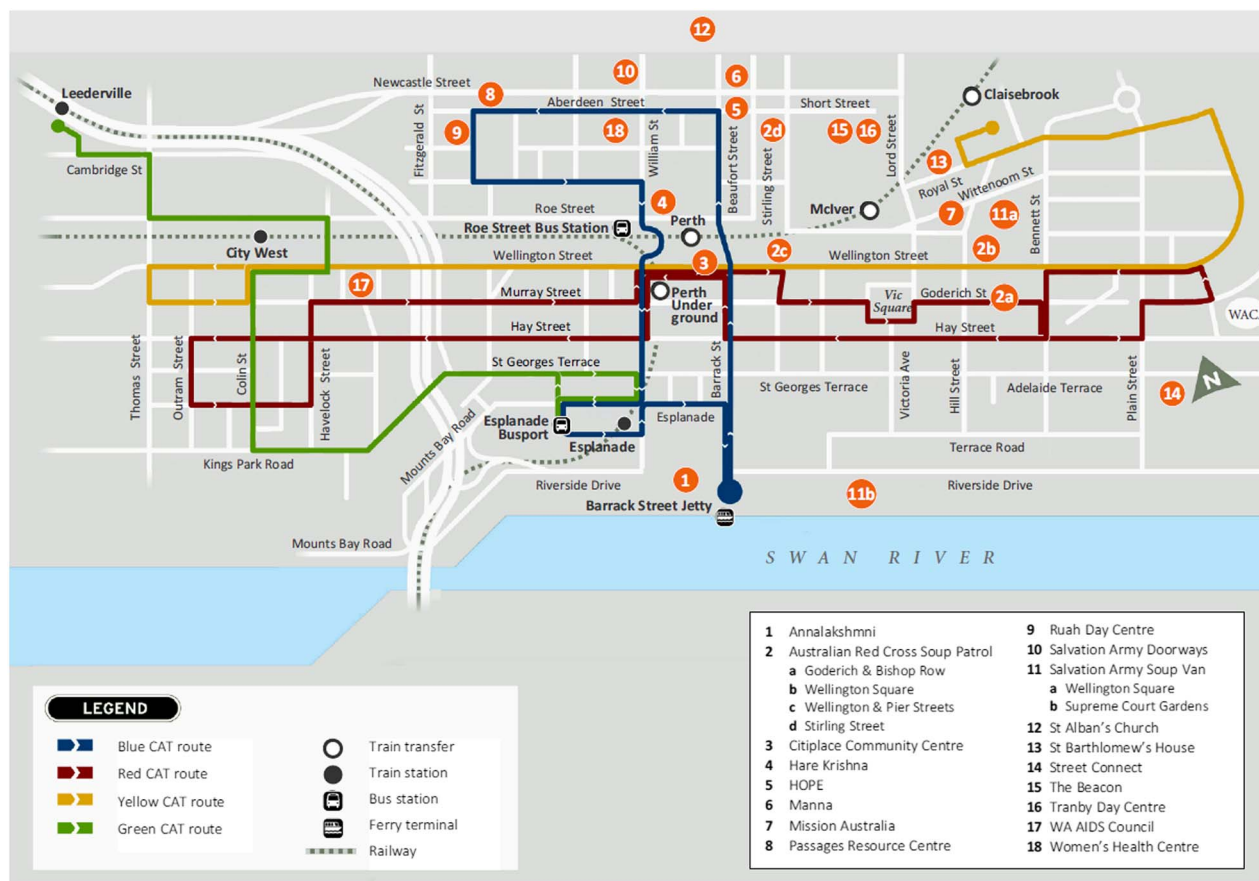 12
Leederville
Newcastle Street
10
6
8
Claisebrook
Aberdeen Street
5
Short Street
Fitzgerald St
9
18
William St
Beaufort Street
2d
Stirling Street
15
16
Lord Street
13
Cambridge St
Royal St
Wittenoom St
4
Roe Street
Perth
McIver
7
11a
Bennett St
Roe Street Bus Station
City West
2c
2b
Wellington Street
3
Wellington Street
17
Murray Street
Perth
Under
ground
Vic
Square
Goderich St
2a
Hay Street
Hay Street
WACA
Thomas Street
Outram Street
Colin St
Havelock Street
St Georges Terrace
Barrack St
St Georges Terrace
Victoria Ave
Hill Street
Adelaide Terrace
Plain Street
14
N
Esplanade
Busport
Esplanade
Esplanade
Mounts Bay Road
Kings Park Road
Terrace Road
1
Riverside Drive
11b
Riverside Drive
Barrack Street Jetty
Mounts Bay Road
SWAN RIVER
LEGEND
Blue CAT route
Red CAT route
Yellow CAT route
Green CAT route
Train transfer
Train station
Bus station
Ferry terminal
Railway
1 Annalakshmni
2 Australian Red Cross Soup Patrol
a Goderich & Bishop Row
b Wellington Square
c Wellington & Pier Streets
d Stirling Street
3 Citiplace Community Centre
4 Hare Krishna
5 HOPE
6 Manna
7 Mission Australia
8 Passages Resource Centre
9 Ruah Day Centre
10 Salvation Army Doorways
11 Salvation Army Soup Van
a Wellington Square
b Supreme Court Gardens
12 St Alban's Church
13 St Barthlomew's House
14 Street Connect
15 The Beacon
16 Tranby Day Centre
17 WA AIDS Council
18 Women's Health Centre